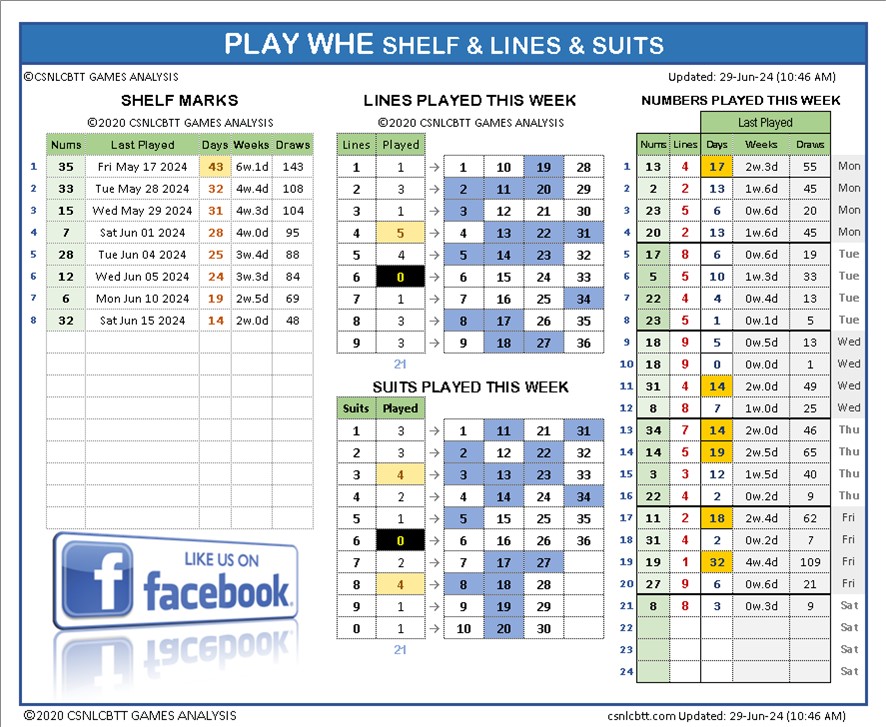 PLAY WHE SHELF & LINES & SUITS
©CSNLCBTT GAMES ANALYSIS
Updated: 29-Jun-24 (10:46 AM)
SHELF MARKS
©2020 CSNLCBTT GAMES ANALYSIS
Nums Last Played Days Weeks Draws
1 35 Fri May 17 2024 43 6w.1d 143
2 33 Tue May 28 2024 32 4w.4d 108
3 15 Wed May 29 2024 31 4w.3d 104
4 7 Sat Jun 01 2024 28 4w.0d 95
5 28 Tue Jun 04 2024 25 3w.4d 88
6 12 Wed Jun 05 2024 24 3w.3d 84
7 6 Mon Jun 10 2024 19 2w.5d 69
8 32 Sat Jun 15 2024 14 2w.0d 48
LIKE US ON
f facebook.
LINES PLAYED THIS WEEK
©2020 CSNLCBTT GAMES ANALYSIS
Lines Played
1 1 → 1 10 19 28
2 3 → 2 11 20 29
3 1 → 3 12 21 30
4 5 → 4 13 22 31
5 4 → 5 14 23 32
6 0 → 6 15 24 33
7 1 → 7 16 25 34
8 3 → 8 17 26 35
9 3 → 9 18 27 36
21
SUITS PLAYED THIS WEEK
Suits Played
1 3 → 1 11 21 31
2 3 → 2 12 22 32
3 4 → 3 13 23 33
4 2 → 4 14 24 34
5 1 → 5 15 25 35
6 0 → 6 16 26 36
7 2 → 7 17 27
8 4 → 8 18 28
9 1 → 9 19 29
0 1 → 10 20 30
21
NUMBERS PLAYED THIS WEEK
Last Played
Nums Lines Days Weeks Draws
1 13 4 17 2w.3d 55 Mon
2 2 2 13 1w.6d 45 Mon
3 23 5 6 0w.6d 20 Mon
4 20 2 13 1w.6d 45 Mon
5 17 8 6 0w.6d 19 Tue
6 5 5 10 1w.3d 33 Tue
7 22 4 4 0w.4d 13 Tue
8 23 5 1 0w.1d 5 Tue
9 18 9 5 0w.5d 13 Wed
10 18 9 0 0w.0d 1 Wed
11 31 4 14 2w.0d 49 Wed
12 8 8 7 1w.0d 25 Wed
13 34 7 14 2w.0d 46 Thu
14 14 5 19 2w.5d 65 Thu
15 3 3 12 1w.5d 40 Thu
16 22 4 2 0w.2d 9 Thu
17 11 2 18 2w.4d 62 Fri
18 31 4 2 0w.2d 7 Fri
19 19 1 32 4w.4d 109 Fri
20 27 9 6 0w.6d 21 Fri
21 8 8 3 0w.3d 9 Sat
22 Sat
23 Sat
24 Sat
©2020 CSNLCBTT GAMES ANALYSIS
csnlcbtt.com Updated: 29-Jun-24 (10:46 AM)